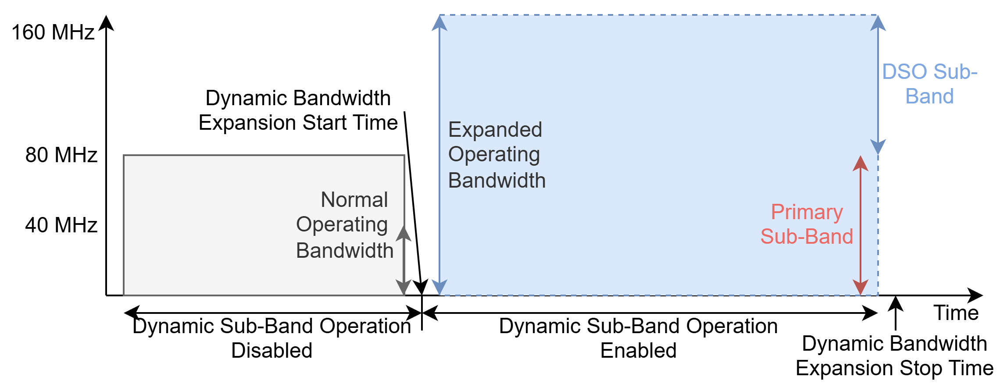 160 MHz
80 MHz
40 MHz
Dynamic Bandwidth
Expansion Start Time
Normal
Operating
Bandwidth
Expanded
Operating
Bandwidth
DSO Sub-
Band
Primary
Sub-Band
Time
Dynamic Sub-Band Operation
Disabled
Dynamic Sub-Band Operation
Enabled
Dynamic Bandwidth
Expansion Stop Time